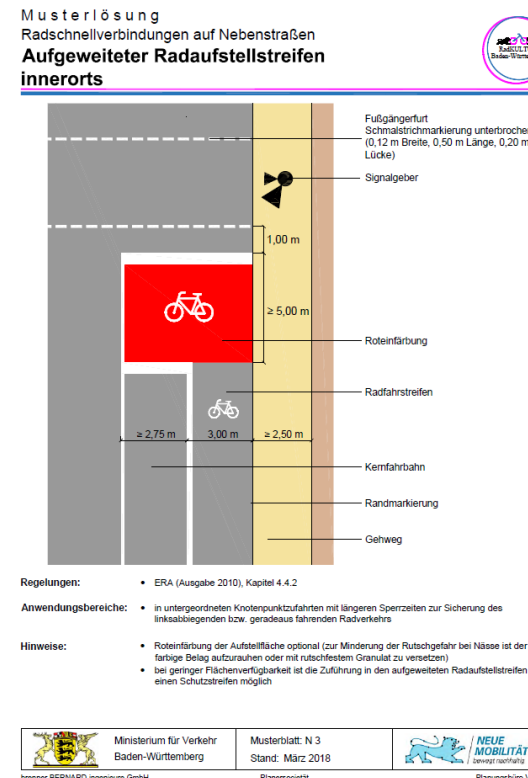 Musterlösung
Radschnellverbindungen auf Nebenstraßen
Aufgeweiteter Radaufstellstreifen
innerorts
Fußgängerfurt
Schmalstrichmarkierung unterbrochen
(0,12 m Breite, 0,50 m Länge, 0,20 m
Lücke)
Signalgeber
1,00 m
≥ 5,00 m
Roteinfärbung
Radfahrstreifen
≥ 2,75 m 3,00 m ≥ 2,50 m
Kernfahrbahn
Randmarkierung
Gehweg
Regelungen: • ERA (Ausgabe 2010), Kapitel 4.4.2
Anwendungsbereiche: • in untergeordneten Knotenpunktzufahrten mit längeren Sperrzeiten zur Sicherung des
linksabbiegenden bzw. geradeaus fahrenden Radverkehrs
Hinweise: • Roteinfärbung der Aufstellfläche optional (zur Minderung der Rutschgefahr bei Nässe ist der
farbige Belag aufzurauhen oder mit rutschfestem Granulat zu versetzen)
• bei geringer Flächenverfügbarkeit ist die Zuführung in den aufgeweiteten Radaufstellstreifen
einen Schutzstreifen möglich
Ministerium für Verkehr
Baden-Württemberg
Musterblatt: N 3
Stand: März 2018
NEUE
MOBILITÄT
bewegt nachhaltig